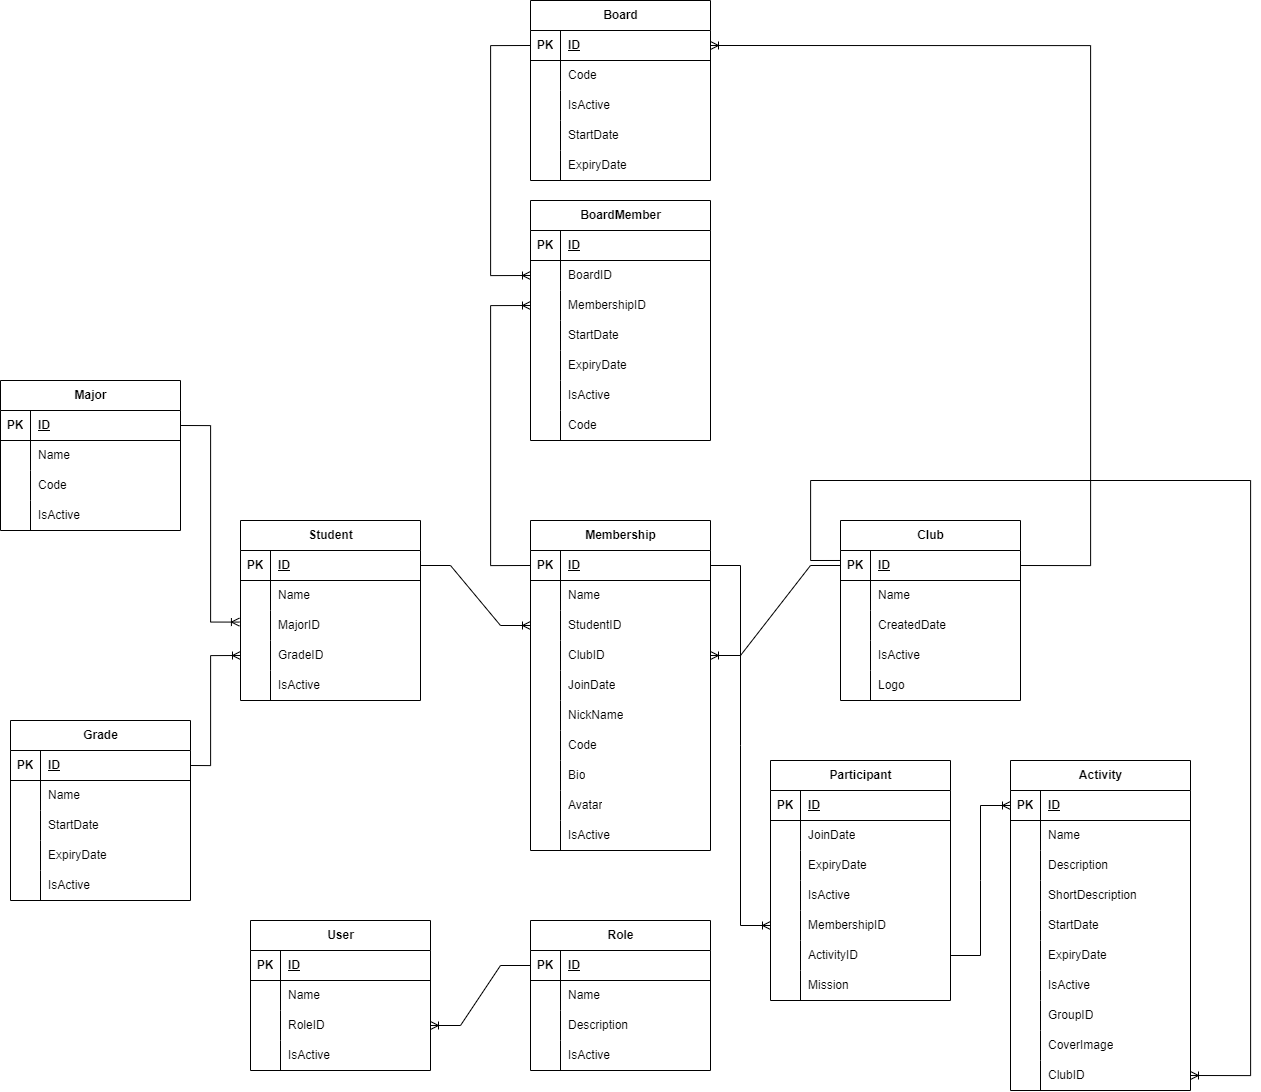 Board
PK ID
Code
IsActive
StartDate
ExpiryDate
BoardMember
PK ID
BoardID
MembershipID
StartDate
ExpiryDate
IsActive
Code
Major
PK ID
Name
Code
IsActive
Student
PK ID
Name
MajorID
GradeID
IsActive
Membership
PK ID
Name
StudentID
ClubID
JoinDate
NickName
Code
Bio
Avatar
IsActive
Club
PK ID
Name
CreatedDate
IsActive
Logo
Grade
PK ID
Name
StartDate
ExpiryDate
IsActive
Participant
PK ID
JoinDate
ExpiryDate
IsActive
MembershipID
ActivityID
Mission
Activity
PK ID
Name
Description
ShortDescription
StartDate
ExpiryDate
IsActive
GroupID
CoverImage
ClubID
User
PK ID
Name
RoleID
IsActive
Role
PK ID
Name
Description
IsActive